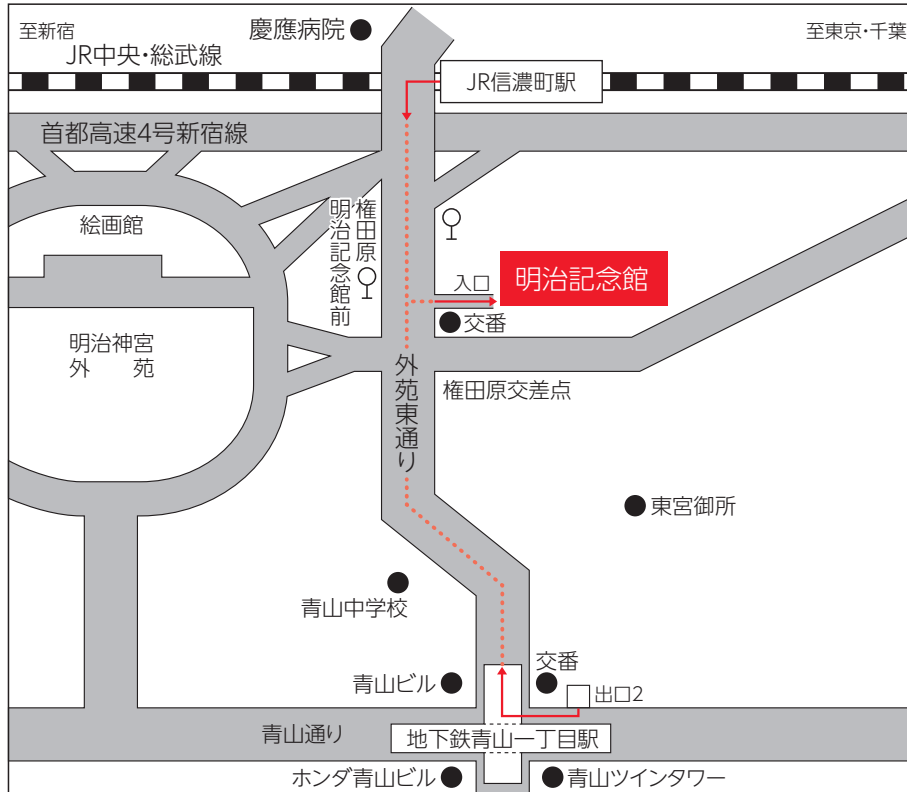 至新宿
慶應病院
至東京・千葉
JR中央・総武線
JR信濃町駅
首都高速4号新宿線
絵画館
権田原
明治記念館前
入口
明治記念館
交番
明治神宮
外苑
外苑東通り
権田原交差点
東宮御所
青山中学校
交番
青山ビル
出口2
青山通り
地下鉄青山一丁目駅
ホンダ青山ビル
青山ツインタワー